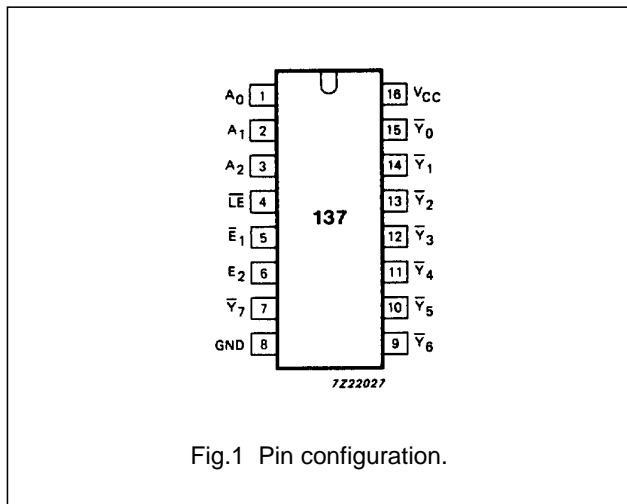 A0 1 16 VCC
A1 2 15 Y̅0
A2 3 14 Y̅1
L̅E̅ 4 13 Y̅2
137
E̅1 5 12 Y̅3
E2 6 11 Y̅4
Y̅7 7 10 Y̅5
GND 8 9 Y̅6
7Z22027
Fig.1 Pin configuration.